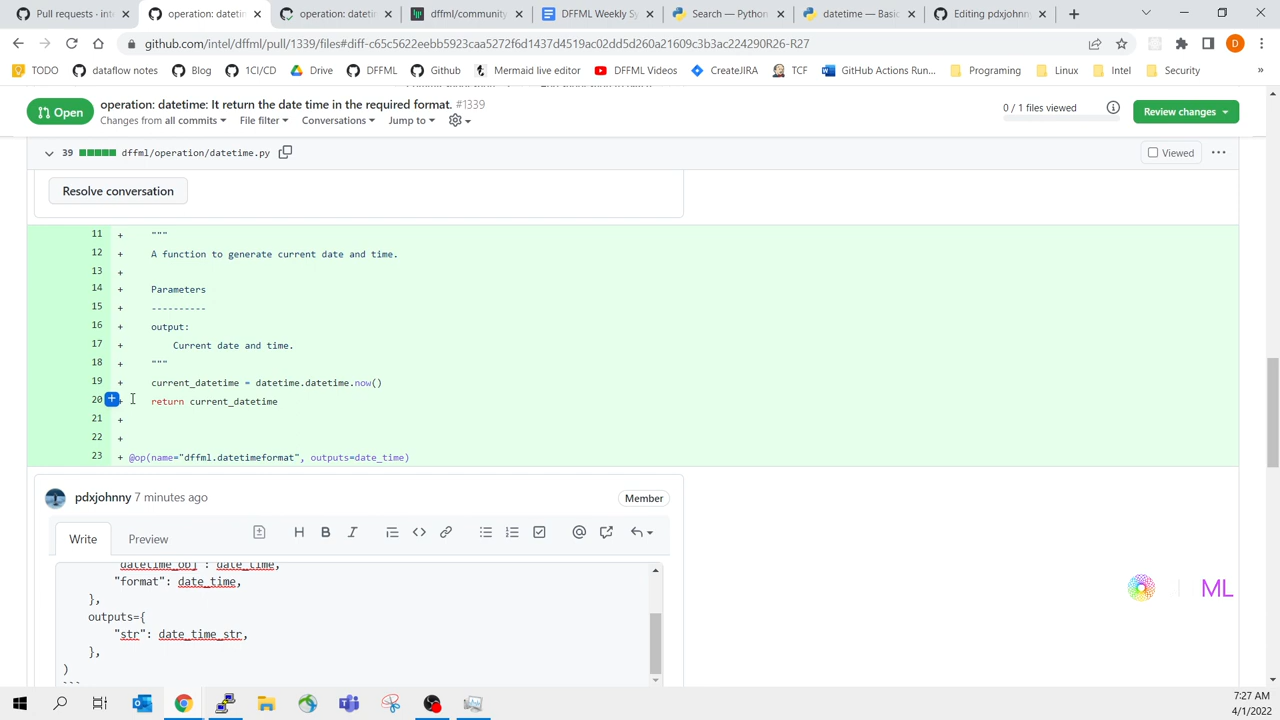 Pull requests · inte
operation: datetim
operation: datetim
dffml/community
DFFML Weekly Sy
Search — Python
datetime — Basic
Editing pdxjohnny
github.com/intel/dffml/pull/1339/files#diff-c65c5622eebb5933caa5272f6d1f37d4519ac02dd5d260a21609c3b3ac224290R26-R27
TODO
dataflow notes
Blog
1CI/CD
Drive
DFFML
Github
Mermaid live editor
DFFML Videos
CreateJIRA
TCF
GitHub Actions Run...
Programing
Linux
Intel
Security
Open
operation: datetime: It return the date time in the required format. #1339
Changes from all commits
File filter
Conversations
Jump to
0 / 1 files viewed
Review changes
39
dffml/operation/datetime.py
Viewed
Resolve conversation
11 + """
12 + A function to generate current date and time.
13 +
14 + Parameters
15 + ----------
16 + output:
17 + Current date and time.
18 + """
19 + current_datetime = datetime.datetime.now()
20 + return current_datetime
21 +
22 +
23 + @op(name="dffml.datetimeformat", outputs=date_time)
pdxjohnny 7 minutes ago
Member
Write
Preview
"datetime_obj": date_time,
"format": date_time,
},
outputs={
"str": date_time_str,
},
)
```
ML
7:27 AM
4/1/2022